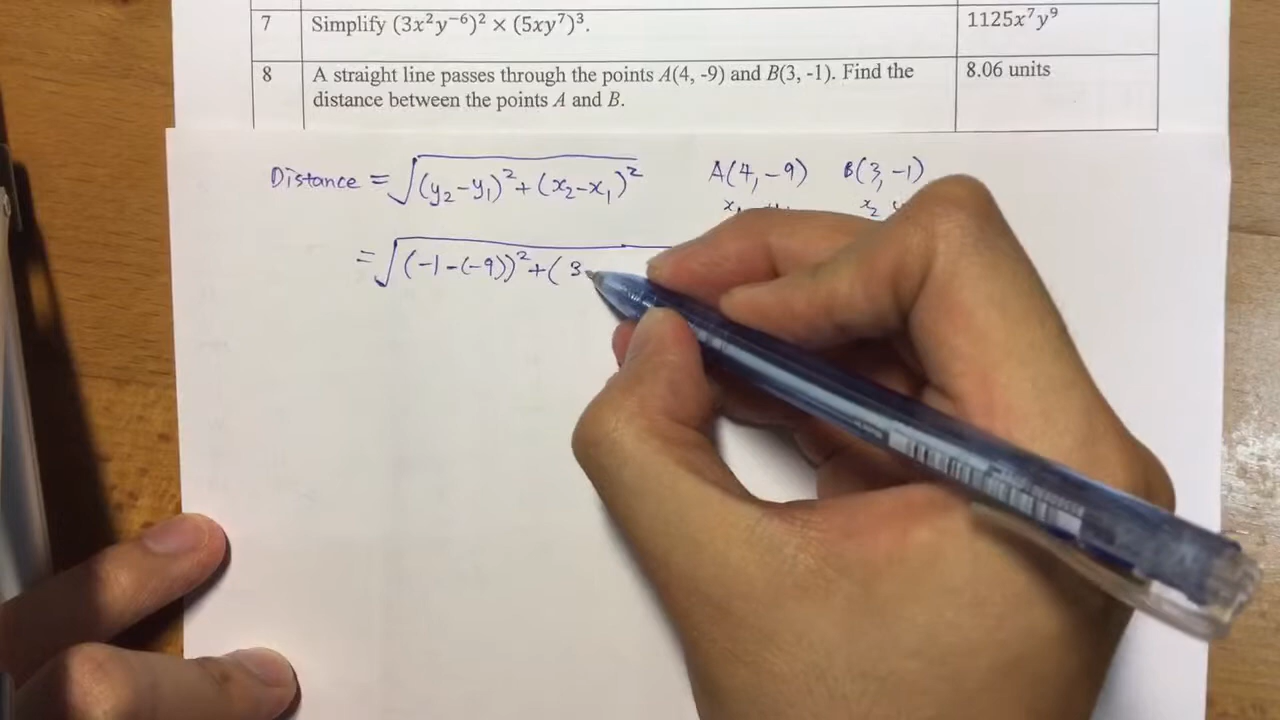 7 Simplify (3x²y⁻⁶)² × (5xy⁷)³. 1125x⁷y⁹
8 A straight line passes through the points A(4, -9) and B(3, -1). Find the 8.06 units
distance between the points A and B.
Distance = √((y₂-y₁)²+(x₂-x₁)²) A(4,-9) B(3,-1)
x₂
=√((-1-(-9))²+(3